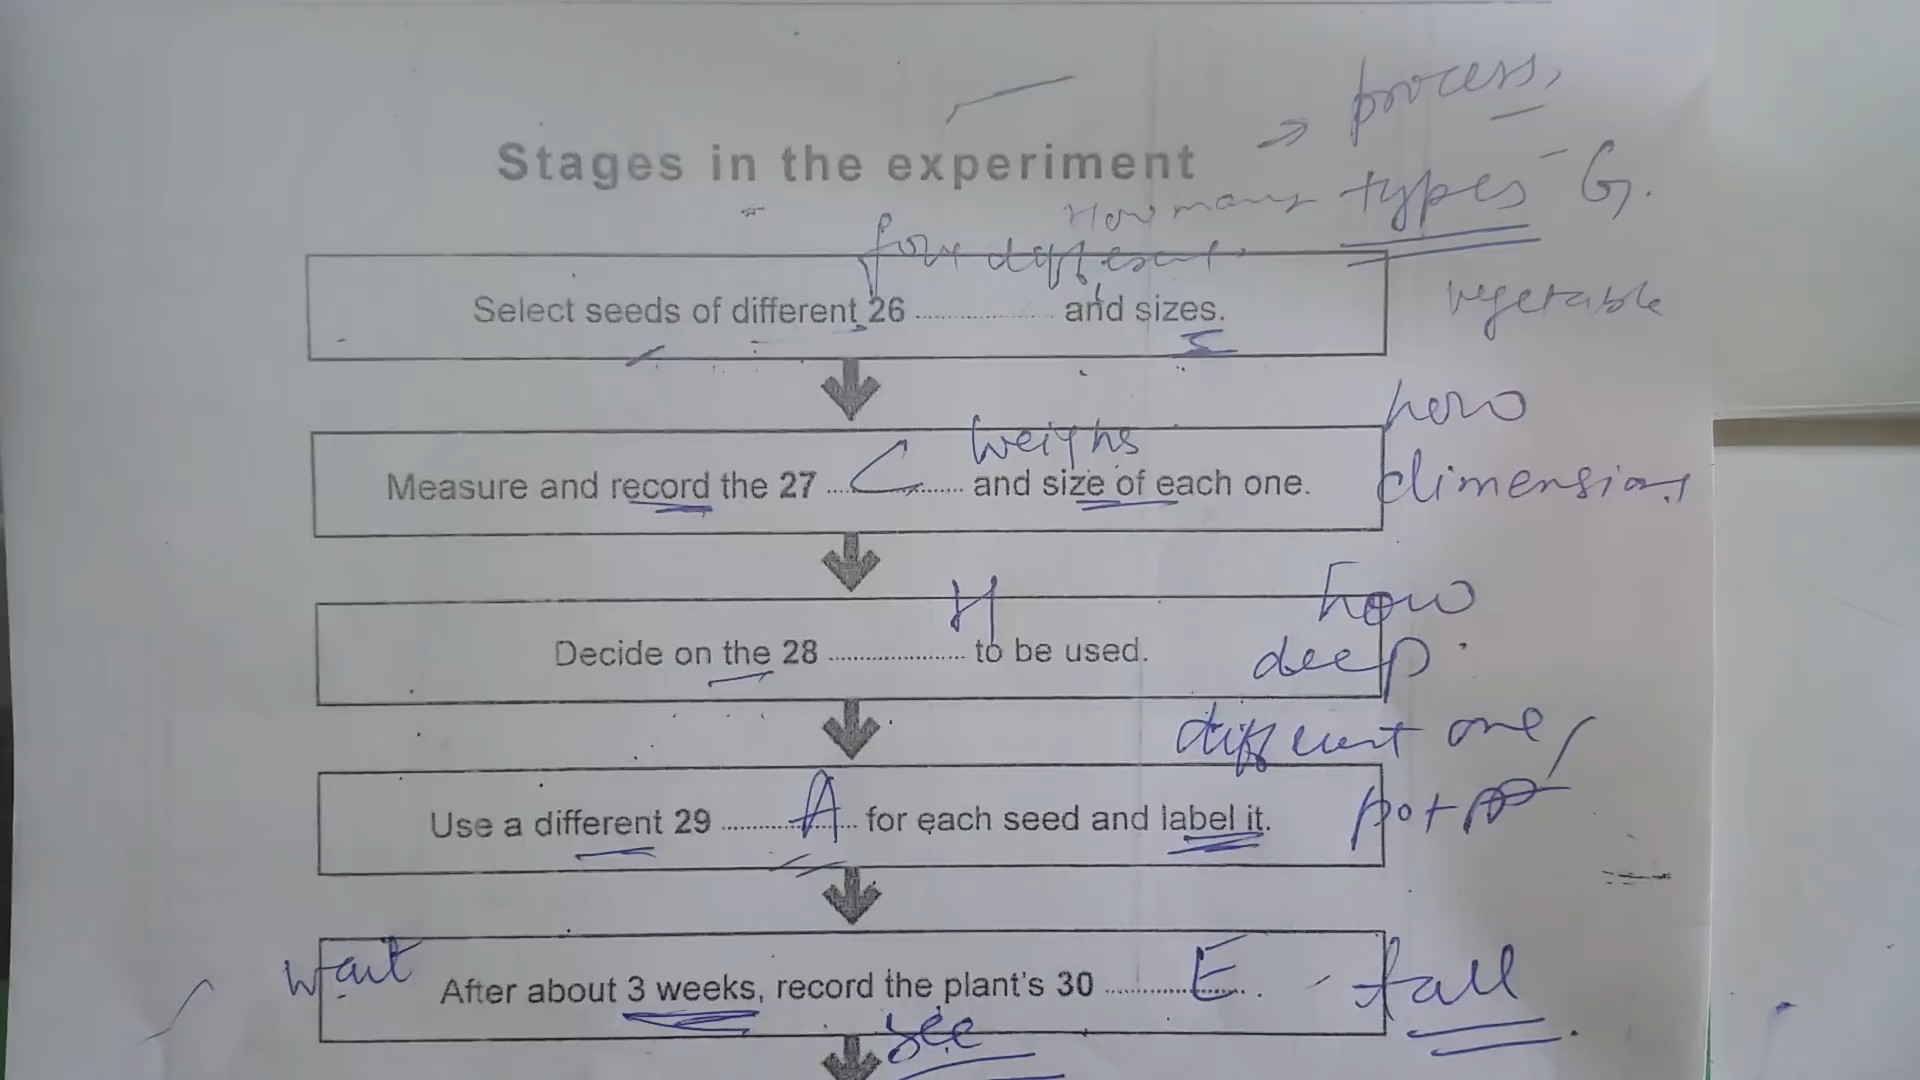 process,
Stages in the experiment
How many types - G.
four different
Select seeds of different 26 .................... and sizes.
vegetable
how
weighs
Measure and record the 27 .... C ....... and size of each one.
dimensions
H
how
Decide on the 28 .................... to be used.
deep
different one
Use a different 29 ........... A ... for each seed and label it.
pot
wait
After about 3 weeks, record the plant's 30 ............ E ...
tall
see